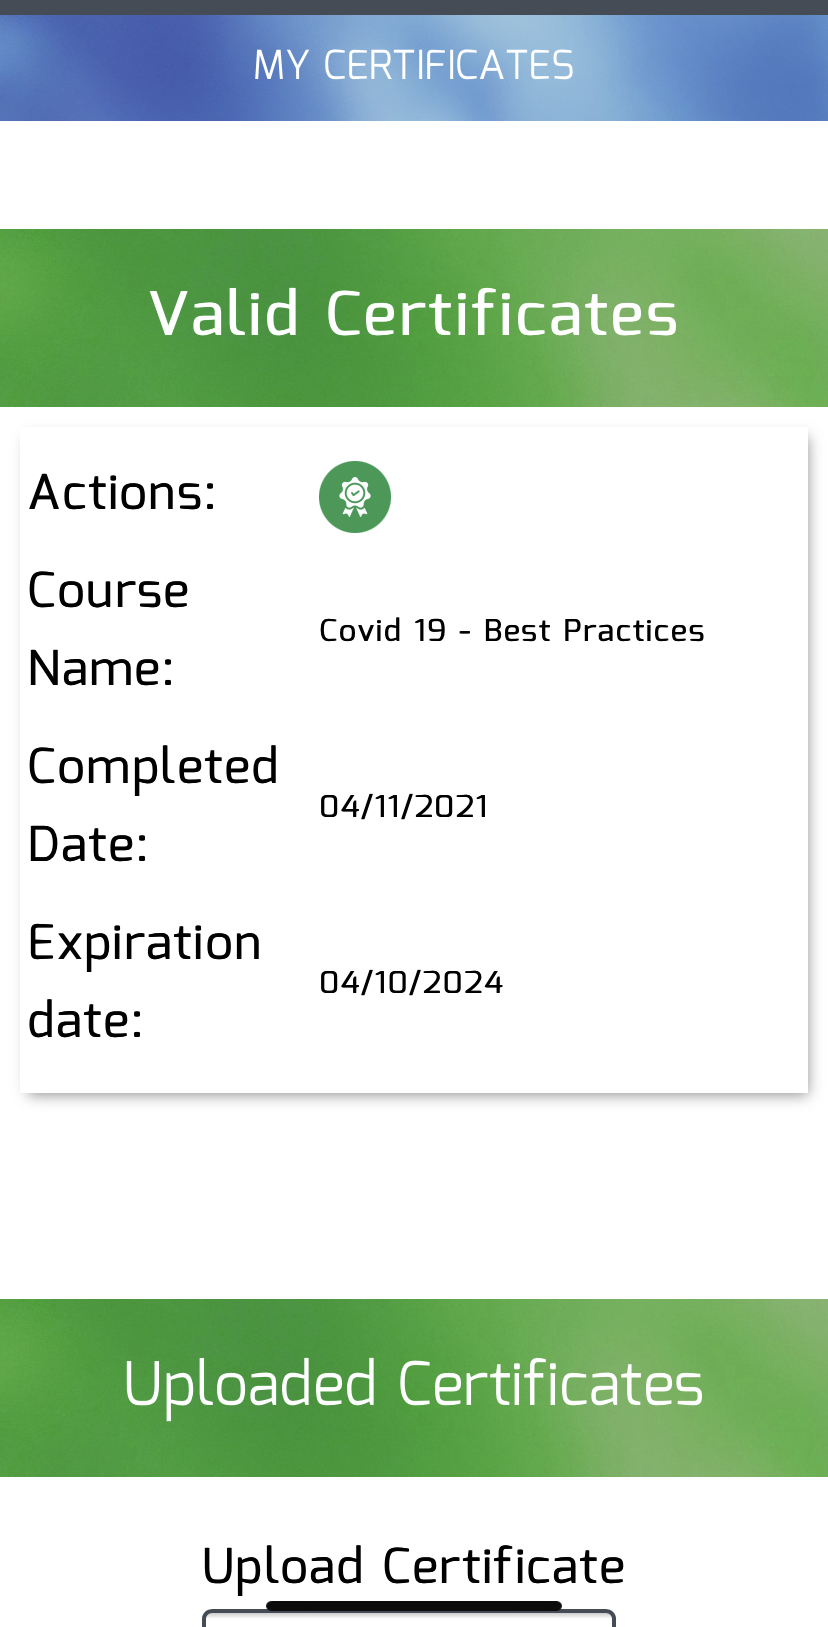 MY CERTIFICATES
Valid Certificates
Actions:
Course
Name:
Covid 19 - Best Practices
Completed
Date:
04/11/2021
Expiration
date:
04/10/2024
Uploaded Certificates
Upload Certificate